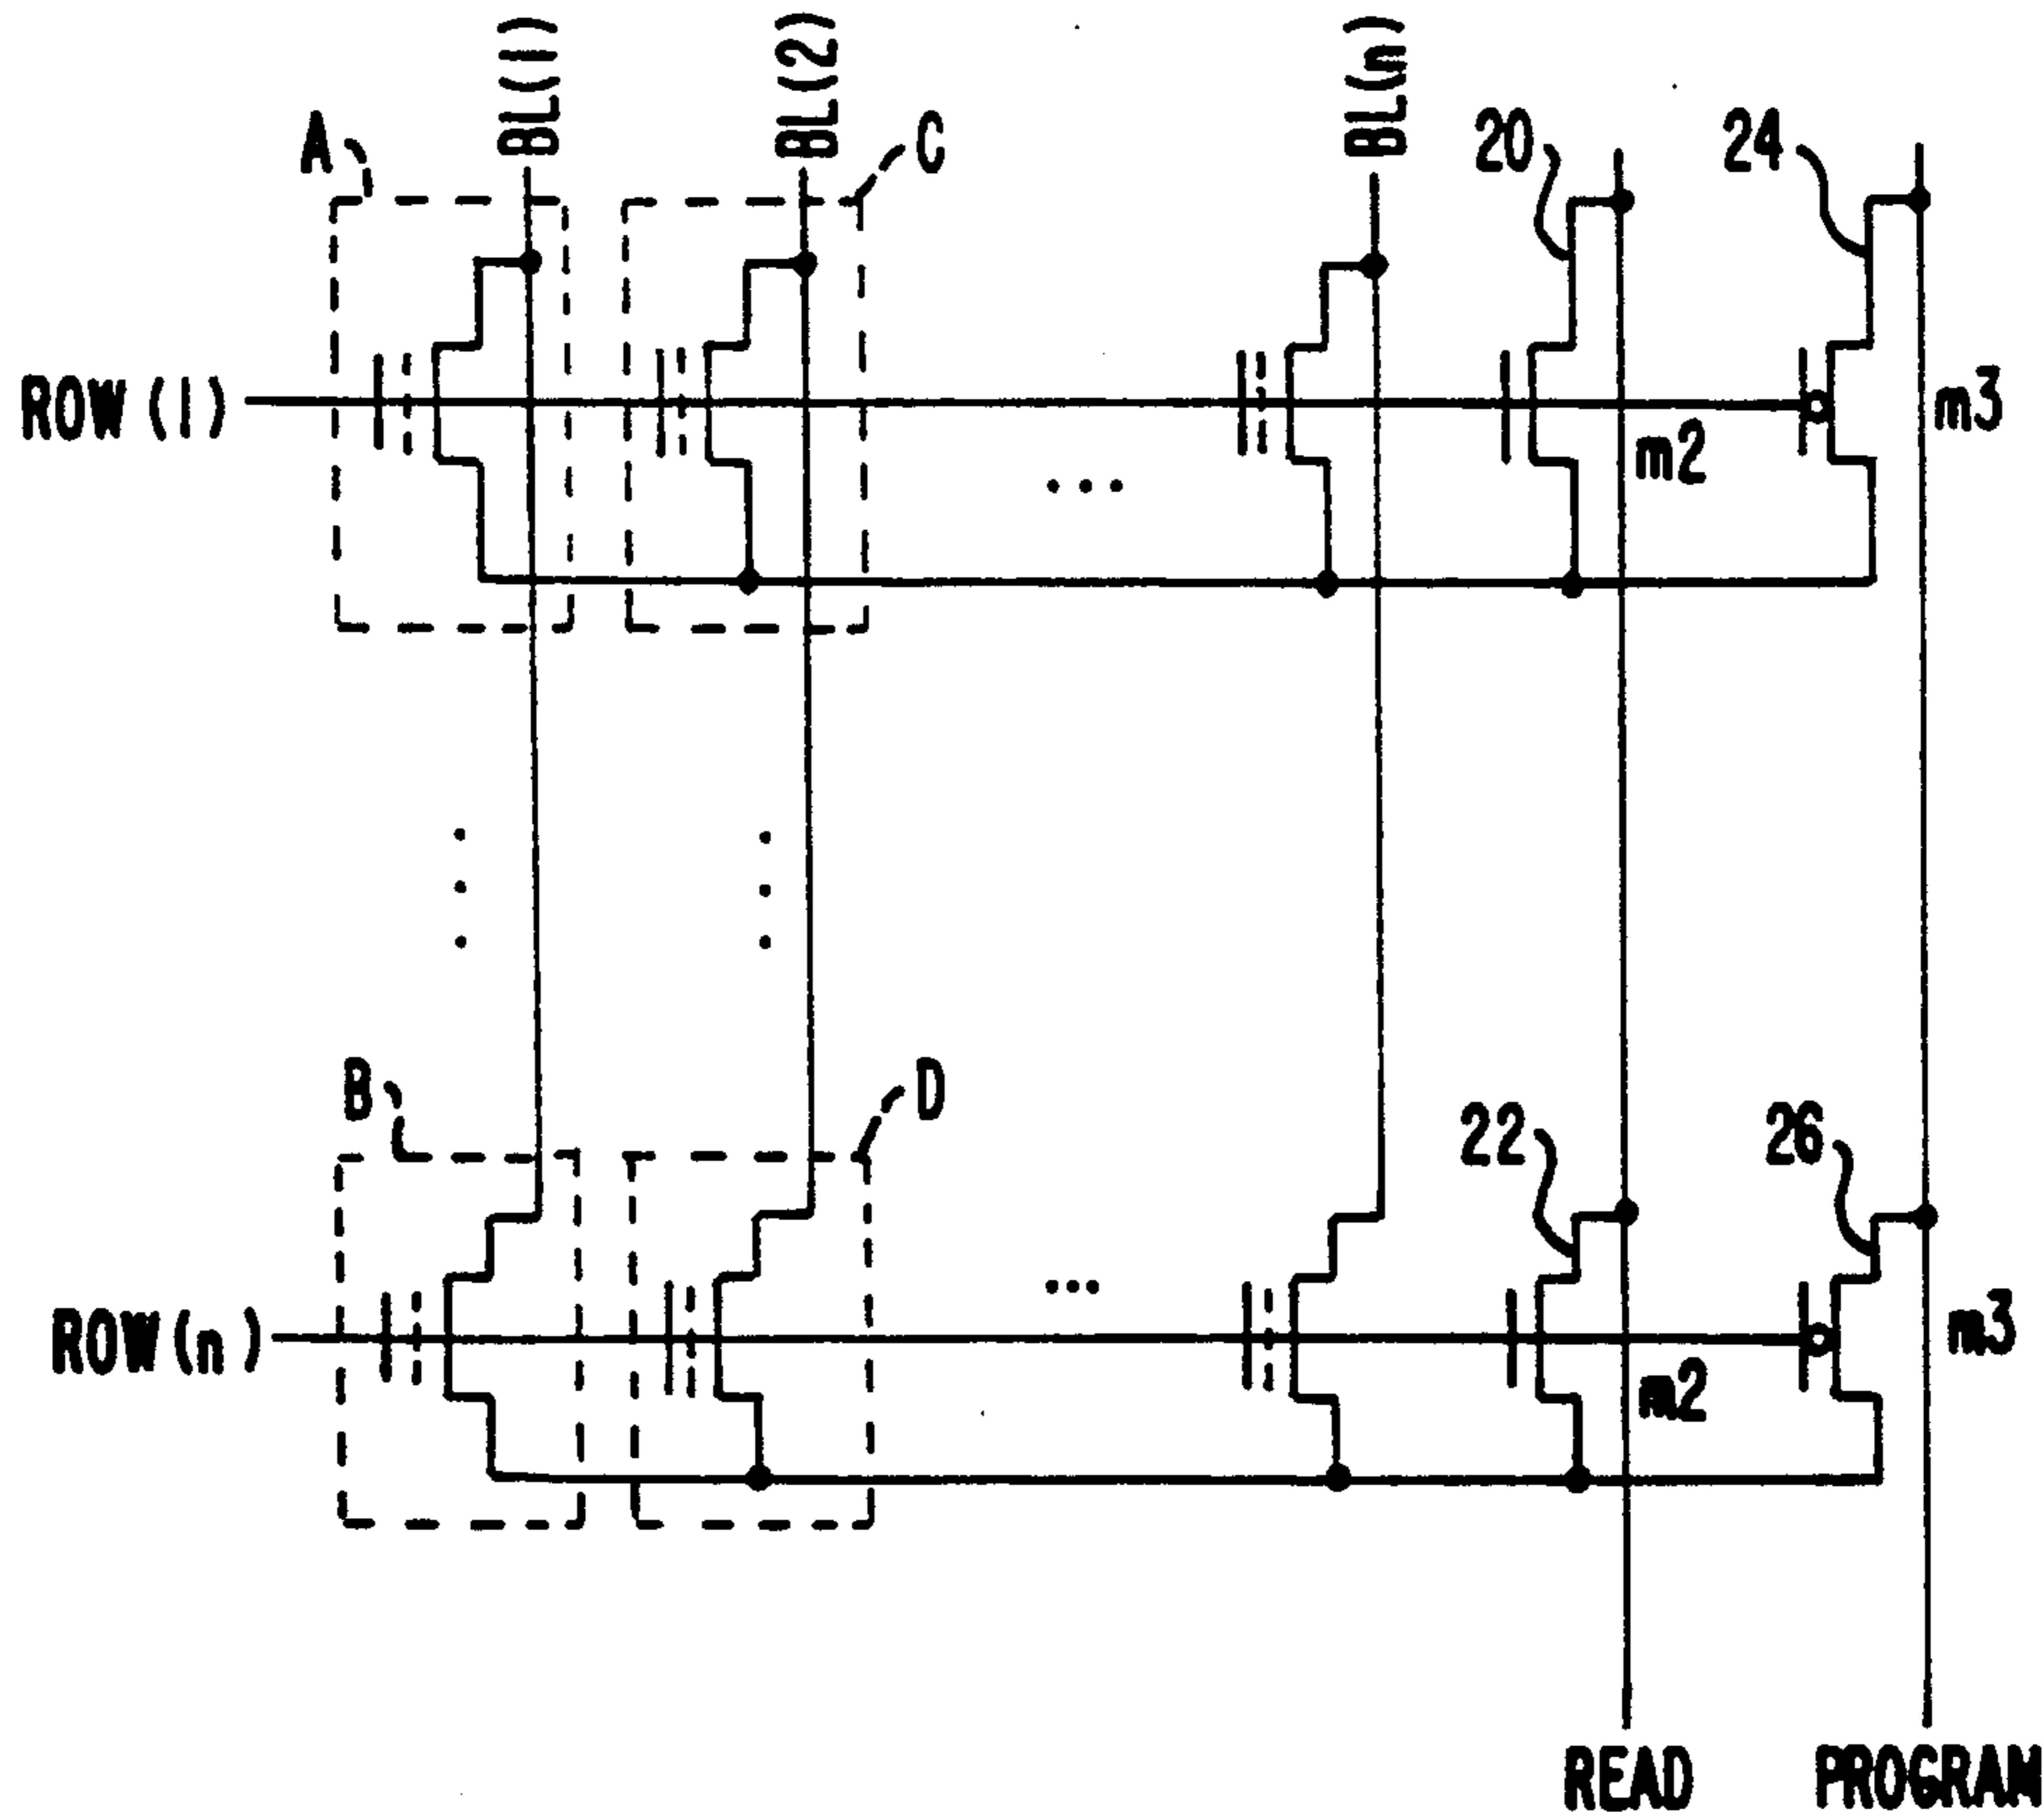 BL(1)
BL(2)
BL(m)
A
C
20
24
ROW(1)
m2
m3
B
D
22
26
ROW(n)
m2
m3
READ
PROGRAM